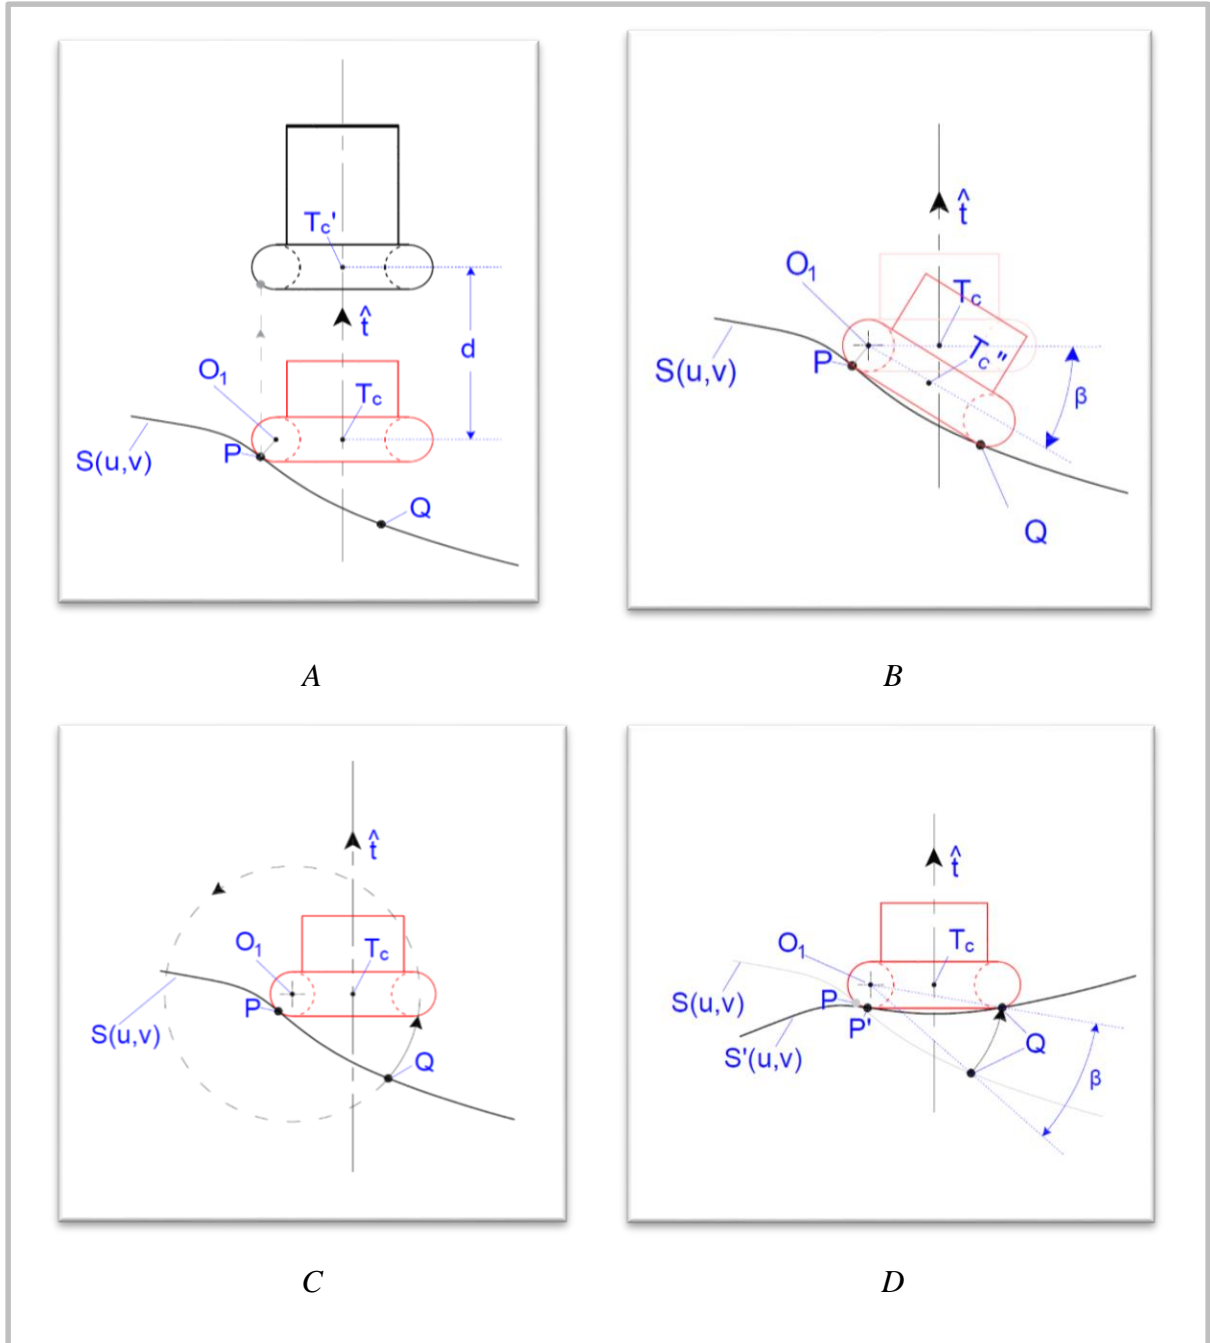 Tc'
t̂
d
O1
Tc
P
S(u,v)
Q
A
t̂
O1
Tc
Tc''
P
S(u,v)
β
Q
B
t̂
O1
Tc
P
S(u,v)
Q
C
t̂
O1
Tc
P
S(u,v)
P'
Q
S'(u,v)
β
D